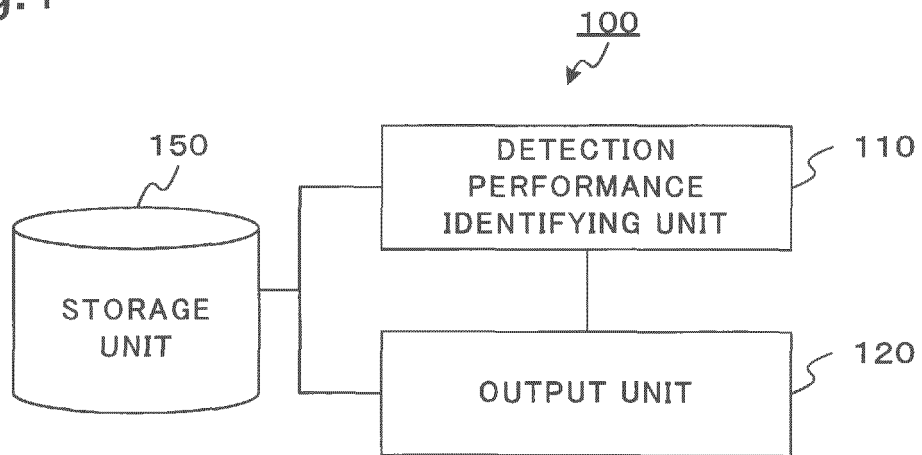 100
150
DETECTION
PERFORMANCE
IDENTIFYING UNIT
110
STORAGE
UNIT
OUTPUT UNIT
120